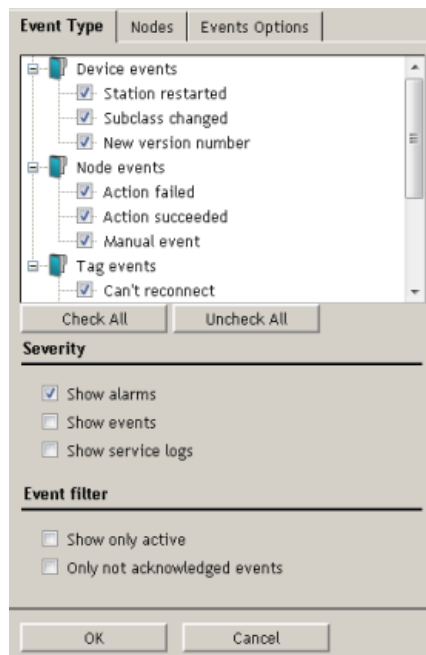 Event Type Nodes Events Options
Device events
Station restarted
Subclass changed
New version number
Node events
Action failed
Action succeeded
Manual event
Tag events
Can't reconnect
Check All Uncheck All
Severity
Show alarms
Show events
Show service logs
Event filter
Show only active
Only not acknowledged events
OK Cancel